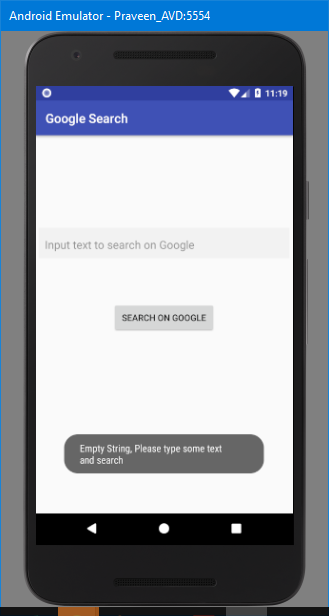 Android Emulator - Praveen_AVD:5554
11:19
Google Search
Input text to search on Google
SEARCH ON GOOGLE
Empty String, Please type some text
and search